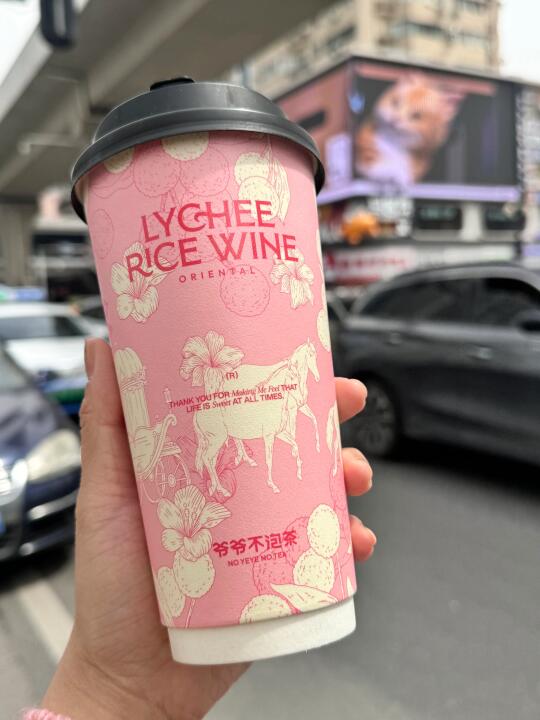 LYCHEE
RICE WINE
ORIENTAL
(R)
THANK YOU FOR Making Me Feel THAT
LIFE IS Sweet AT ALL TIMES.
爷爷不泡茶
NO YEYE NO TEA